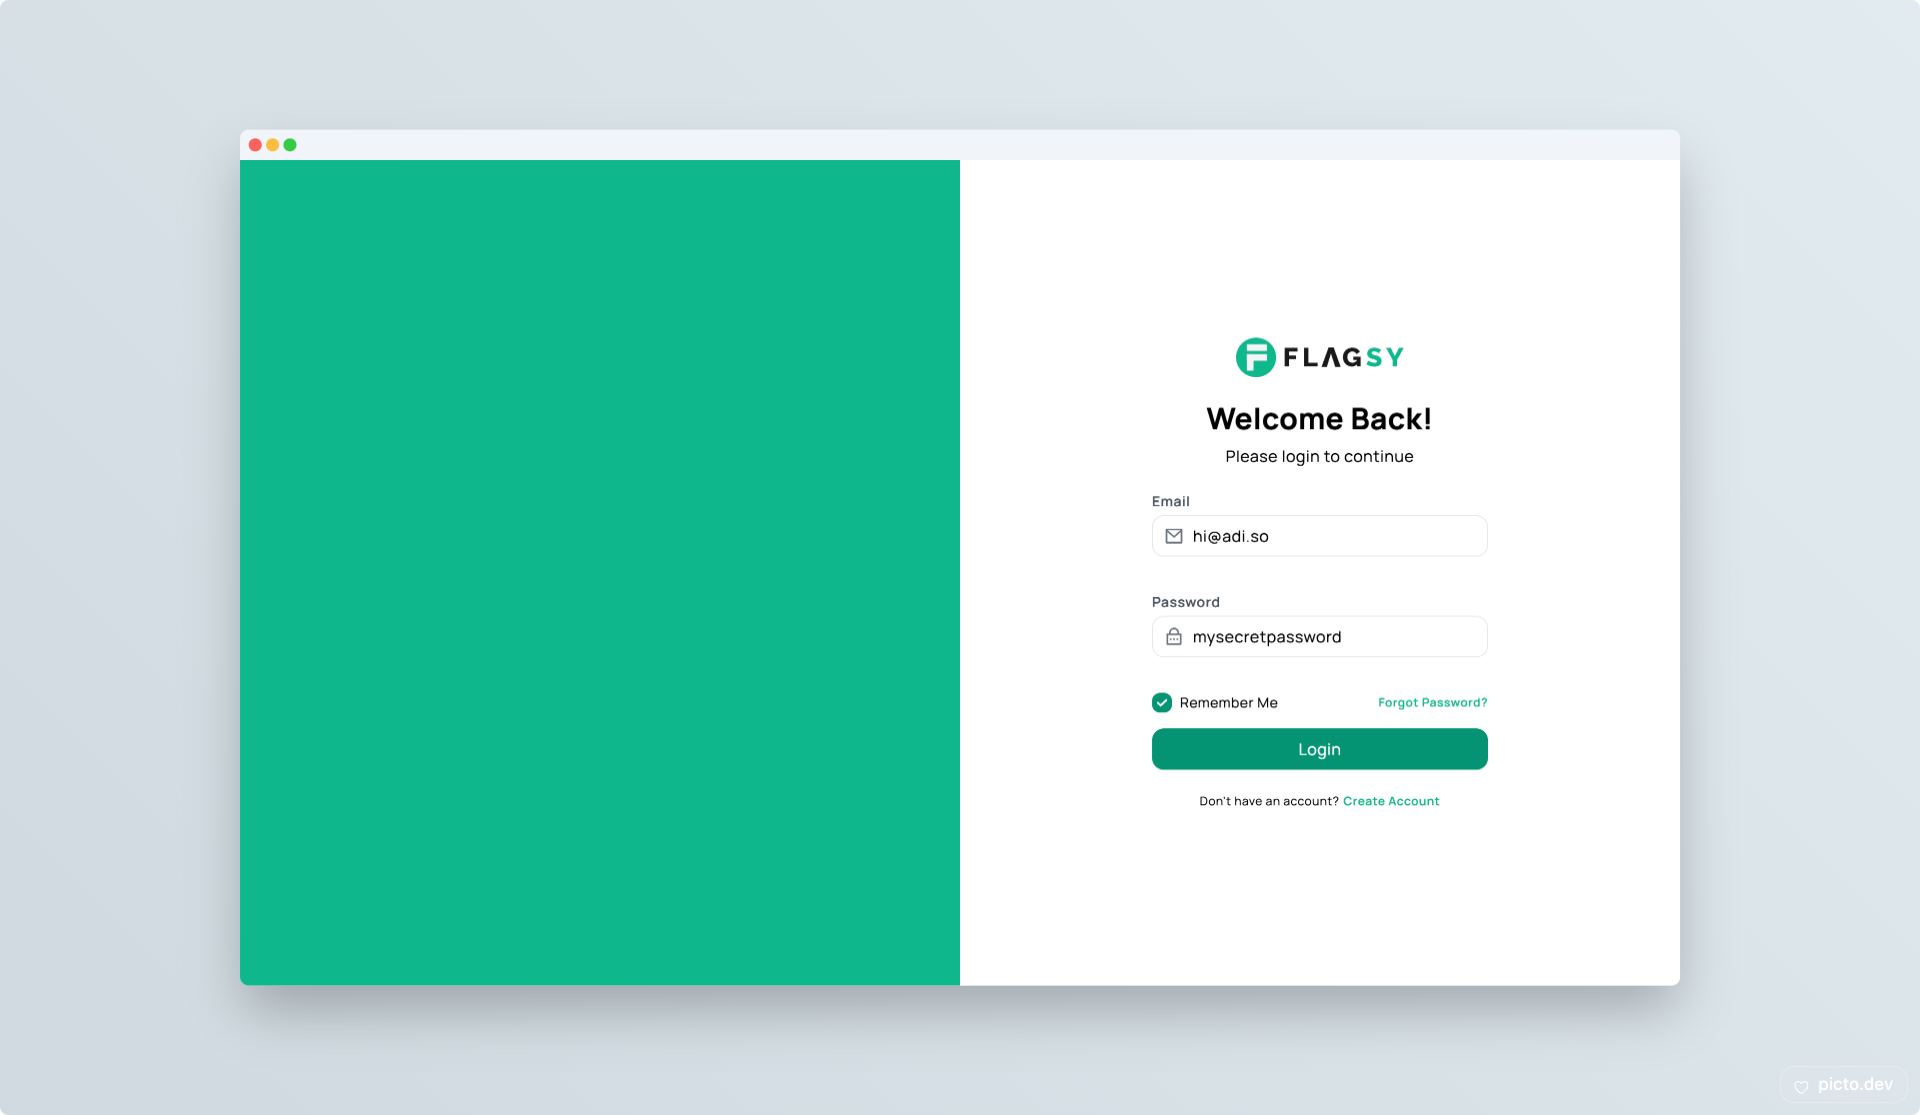 FLAGSY
Welcome Back!
Please login to continue
Email
hi@adi.so
Password
mysecretpassword
Remember Me
Forgot Password?
Login
Don't have an account? Create Account
picto.dev